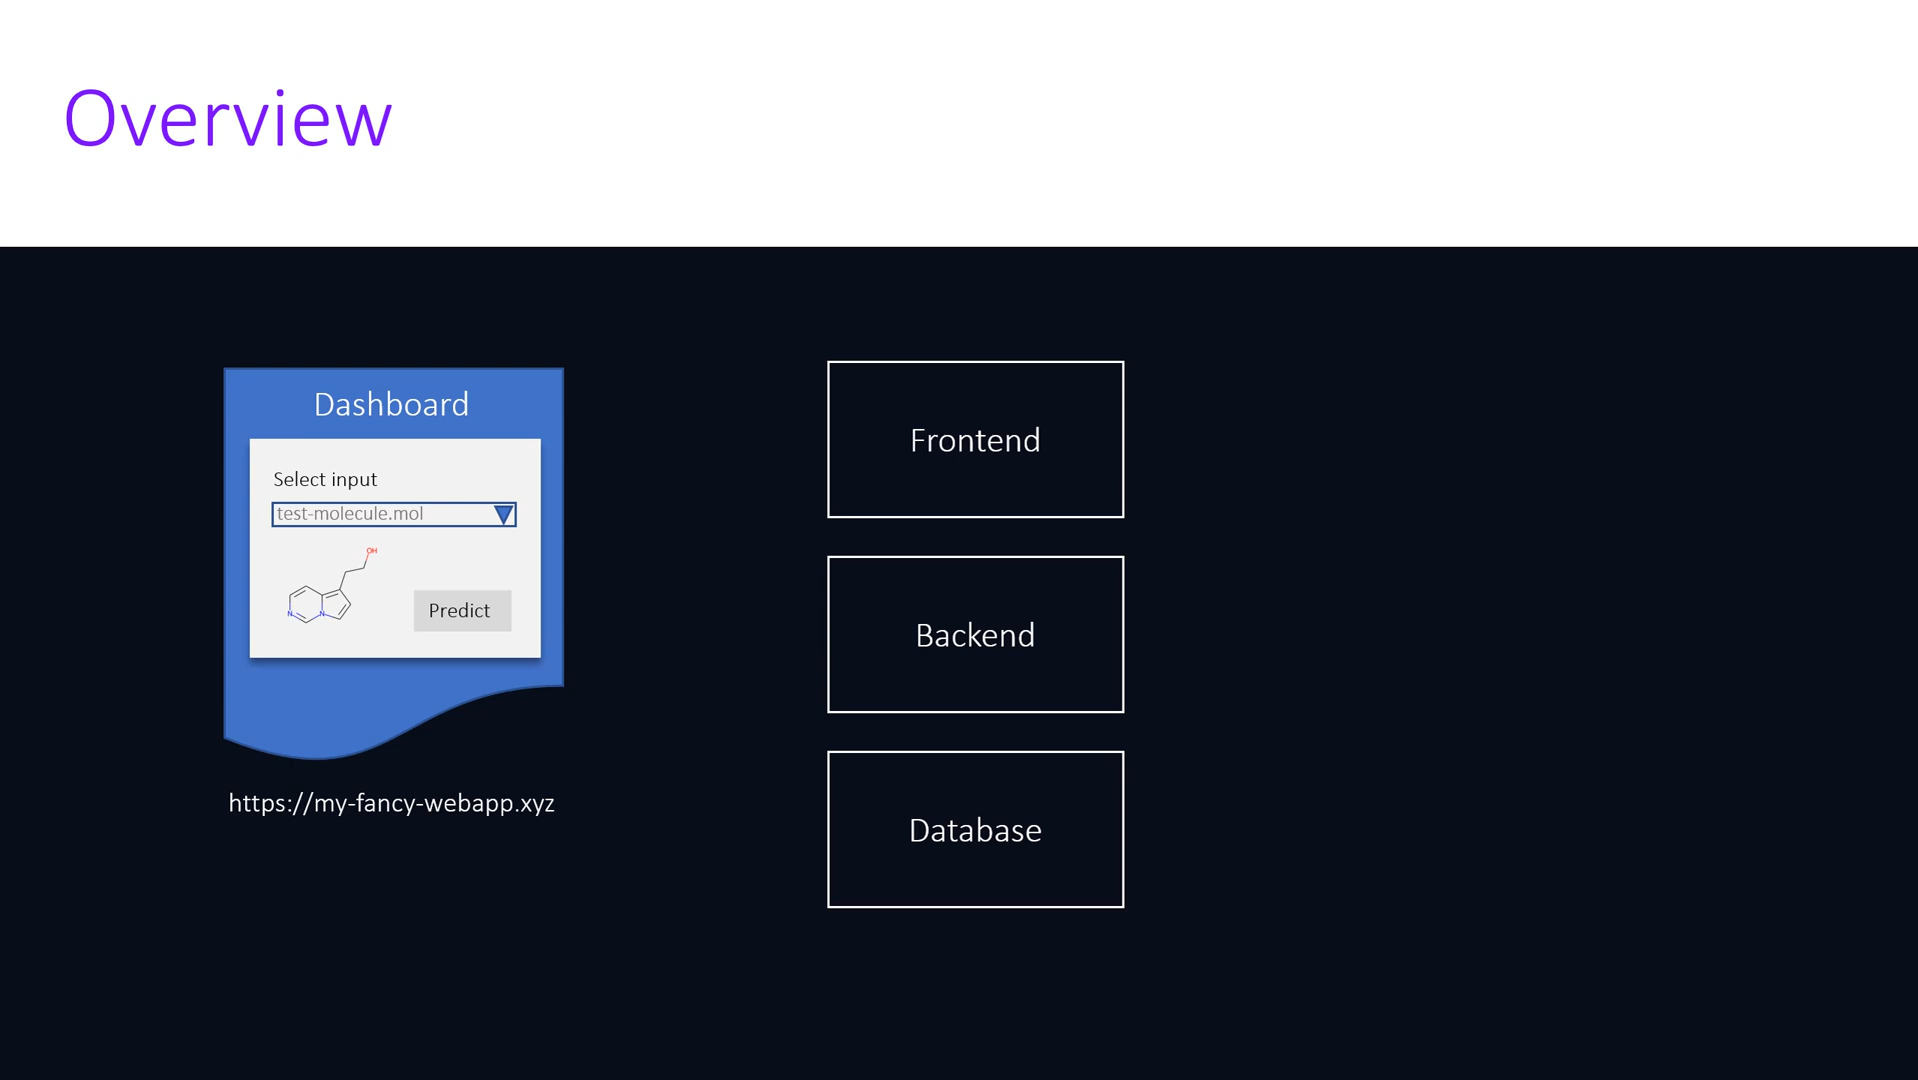 Overview
Dashboard
Select input
test-molecule.mol
OH
N
N
Predict
https://my-fancy-webapp.xyz
Frontend
Backend
Database